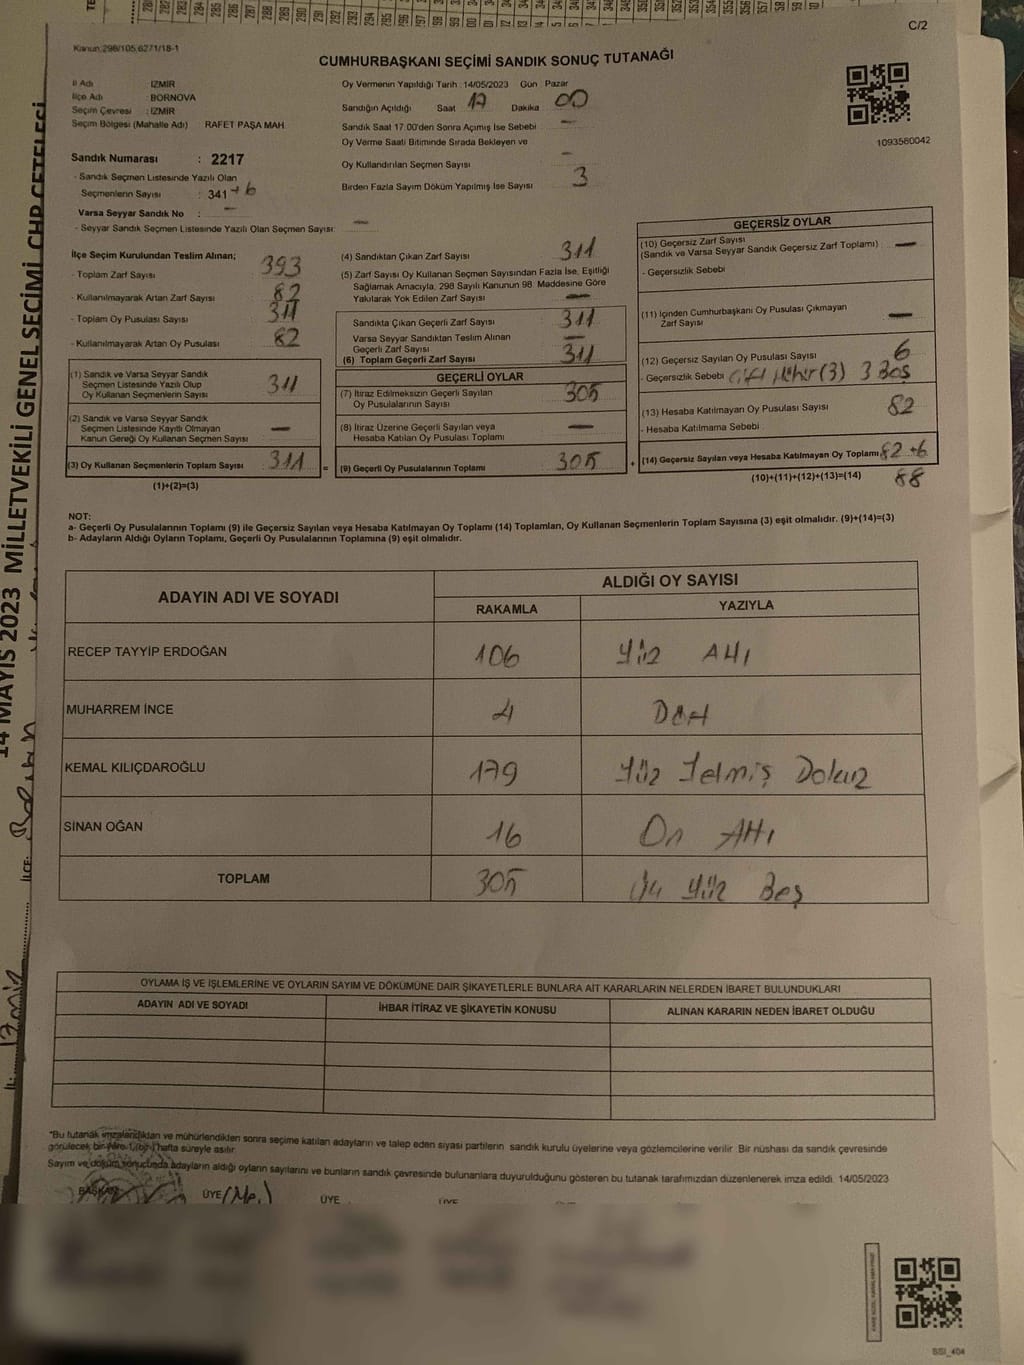 C/2
Kanun:298/105,6271/18-1
CUMHURBAŞKANI SEÇİMİ SANDIK SONUÇ TUTANAĞI
İl Adı : İZMİR
İlçe Adı : BORNOVA
Seçim Çevresi : İZMİR
Seçim Bölgesi (Mahalle Adı) RAFET PAŞA MAH.
Sandık Numarası : 2217
- Sandık Seçmen Listesinde Yazılı Olan
Seçmenlerin Sayısı : 341 +6
Varsa Seyyar Sandık No : —
- Seyyar Sandık Seçmen Listesinde Yazılı Olan Seçmen Sayısı: —
Oy Vermenin Yapıldığı Tarih :14/05/2023 Gün Pazar
Sandığın Açıldığı Saat 17 Dakika 00
Sandık Saat 17.00'den Sonra Açımış İse Sebebi —
Oy Verme Saati Bitiminde Sırada Bekleyen ve
Oy Kullandırılan Seçmen Sayısı —
Birden Fazla Sayım Döküm Yapılmış İse Sayısı 3
1093560042
İlçe Seçim Kurulundan Teslim Alınan;
- Toplam Zarf Sayısı 393
- Kullanılmayarak Artan Zarf Sayısı 82
- Toplam Oy Pusulası Sayısı 311
- Kullanılmayarak Artan Oy Pusulası 82
(1) Sandık ve Varsa Seyyar Sandık
Seçmen Listesinde Yazılı Olup
Oy Kullanan Seçmenlerin Sayısı 311
(2) Sandık ve Varsa Seyyar Sandık
Seçmen Listesinde Kayıtlı Olmayan
Kanun Gereği Oy Kullanan Seçmen Sayısı —
(3) Oy Kullanan Seçmenlerin Toplam Sayısı 311 =
(1)+(2)=(3)
(4) Sandıktan Çıkan Zarf Sayısı 311
(5) Zarf Sayısı Oy Kullanan Seçmen Sayısından Fazla İse, Eşitliği
Sağlamak Amacıyla, 298 Sayılı Kanunun 98. Maddesine Göre
Yakılarak Yok Edilen Zarf Sayısı —
Sandıkta Çıkan Geçerli Zarf Sayısı 311
Varsa Seyyar Sandıktan Teslim Alınan
Geçerli Zarf Sayısı —
(6) Toplam Geçerli Zarf Sayısı 311
GEÇERLİ OYLAR
(7) İtiraz Edilmeksizin Geçerli Sayılan
Oy Pusulalarının Sayısı 305
(8) İtiraz Üzerine Geçerli Sayılan veya
Hesaba Katılan Oy Pusulası Toplamı —
(9) Geçerli Oy Pusulalarının Toplamı 305 +
GEÇERSİZ OYLAR
(10) Geçersiz Zarf Sayısı
(Sandık ve Varsa Seyyar Sandık Geçersiz Zarf Toplamı) —
- Geçersizlik Sebebi
(11) İçinden Cumhurbaşkanı Oy Pusulası Çıkmayan
Zarf Sayısı —
(12) Geçersiz Sayılan Oy Pusulası Sayısı 6
- Geçersizlik Sebebi Çift Mühür (3) 3 Boş
(13) Hesaba Katılmayan Oy Pusulası Sayısı 82
- Hesaba Katılmama Sebebi
(14) Geçersiz Sayılan veya Hesaba Katılmayan Oy Toplamı 82 +6
(10)+(11)+(12)+(13)=(14) 88
NOT:
a- Geçerli Oy Pusulalarının Toplamı (9) ile Geçersiz Sayılan veya Hesaba Katılmayan Oy Toplamı (14) Toplamları, Oy Kullanan Seçmenlerin Toplam Sayısına (3) eşit olmalıdır. (9)+(14)=(3)
b- Adayların Aldığı Oyların Toplamı, Geçerli Oy Pusulalarının Toplamına (9) eşit olmalıdır.
ADAYIN ADI VE SOYADI
ALDIĞI OY SAYISI
RAKAMLA YAZIYLA
RECEP TAYYİP ERDOĞAN 106 Yüz Altı
MUHARREM İNCE 4 Dört
KEMAL KILIÇDAROĞLU 179 Yüz Yetmiş Dokuz
SİNAN OĞAN 16 On Altı
TOPLAM 305 Üç Yüz Beş
OYLAMA İŞ VE İŞLEMLERİNE VE OYLARIN SAYIM VE DÖKÜMÜNE DAİR ŞİKAYETLERLE BUNLARA AİT KARARLARIN NELERDEN İBARET BULUNDUKLARI
ADAYIN ADI VE SOYADI İHBAR İTİRAZ VE ŞİKAYETİN KONUSU ALINAN KARARIN NEDEN İBARET OLDUĞU
*Bu tutanak imzalandıktan ve mühürlendikten sonra seçime katılan adayların ve talep eden siyasi partilerin sandık kurulu üyelerine veya gözlemcilerine verilir. Bir nüshası da sandık çevresinde
görülecek bir yere 1 (bir) hafta süreyle asılır.
Sayım ve döküm sonucunda adayların aldığı oyların sayılarını ve bunların sandık çevresinde bulunanlara duyurulduğunu gösteren bu tutanak tarafımızdan düzenlenerek imza edildi. 14/05/2023
BAŞKAN ÜYE ÜYE ÜYE
SSİ_404
14 MAYIS 2023 MİLLETVEKİLİ GENEL SEÇİMİ CHP ÇETELESİ
İL: İzmir İLÇE: